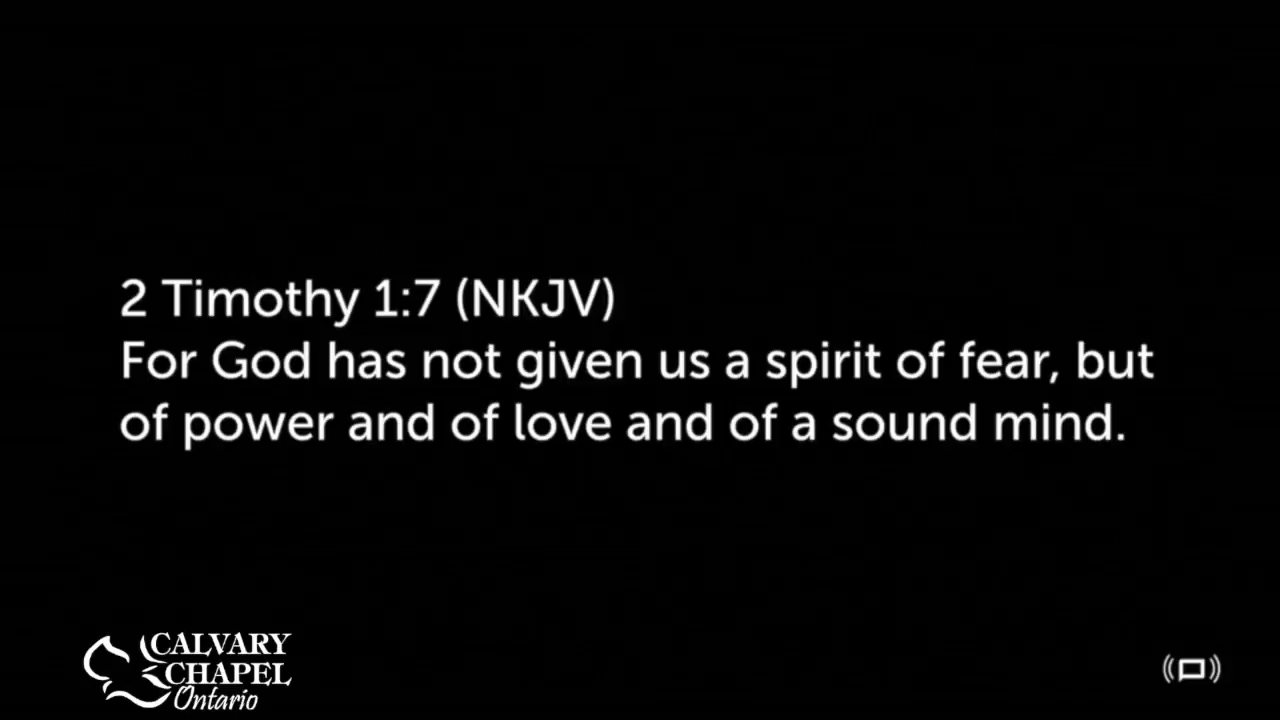 2 Timothy 1:7 (NKJV)
For God has not given us a spirit of fear, but
of power and of love and of a sound mind.
CALVARY
CHAPEL
Ontario